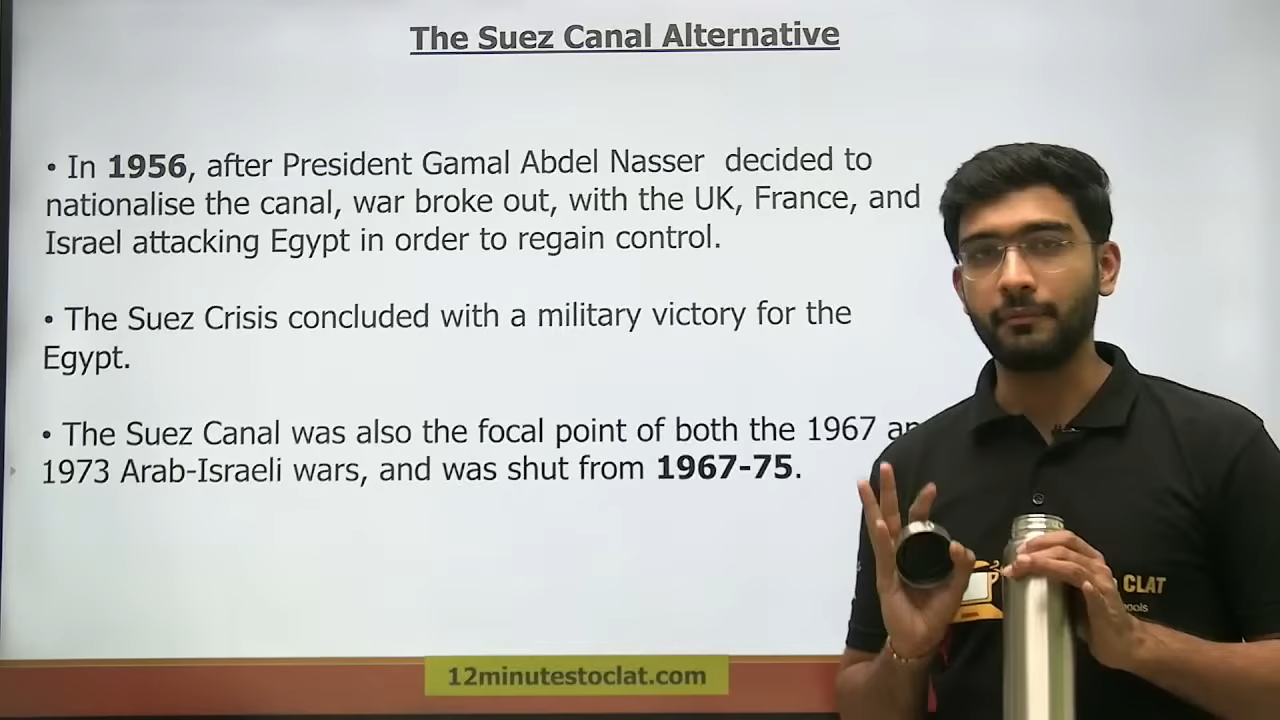 The Suez Canal Alternative
• In 1956, after President Gamal Abdel Nasser decided to
nationalise the canal, war broke out, with the UK, France, and
Israel attacking Egypt in order to regain control.
• The Suez Crisis concluded with a military victory for the
Egypt.
• The Suez Canal was also the focal point of both the 1967
1973 Arab-Israeli wars, and was shut from 1967-75.
CLAT
12minutestoclat.com